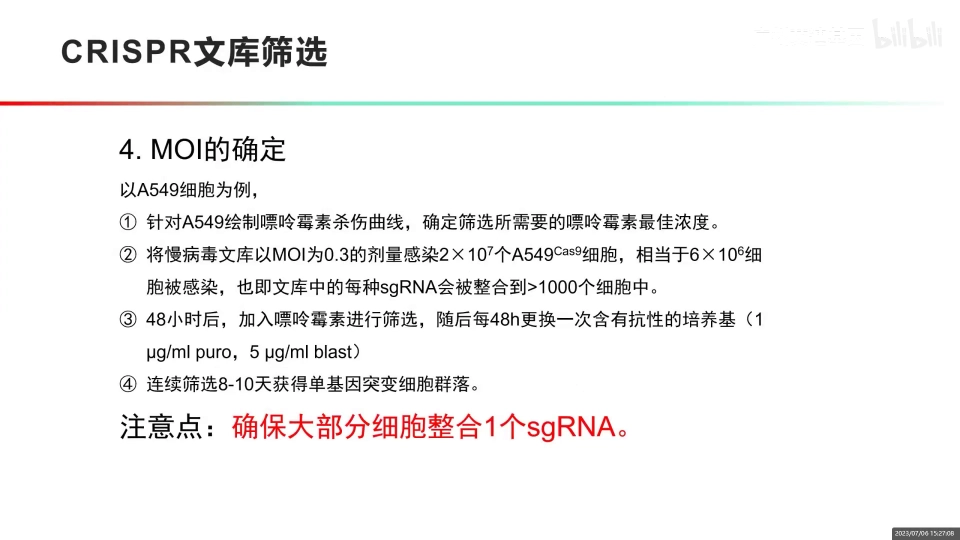 CRISPR文库筛选
bilibili
4. MOI的确定
以A549细胞为例，
① 针对A549绘制嘌呤霉素杀伤曲线，确定筛选所需要的嘌呤霉素最佳浓度。
② 将慢病毒文库以MOI为0.3的剂量感染2×10⁷个A549ᶜᵃˢ⁹细胞，相当于6×10⁶细
胞被感染，也即文库中的每种sgRNA会被整合到>1000个细胞中。
③ 48小时后，加入嘌呤霉素进行筛选，随后每48h更换一次含有抗性的培养基（1
μg/ml puro，5 μg/ml blast）
④ 连续筛选8-10天获得单基因突变细胞群落。
注意点：确保大部分细胞整合1个sgRNA。
2023/07/06 15:27:08